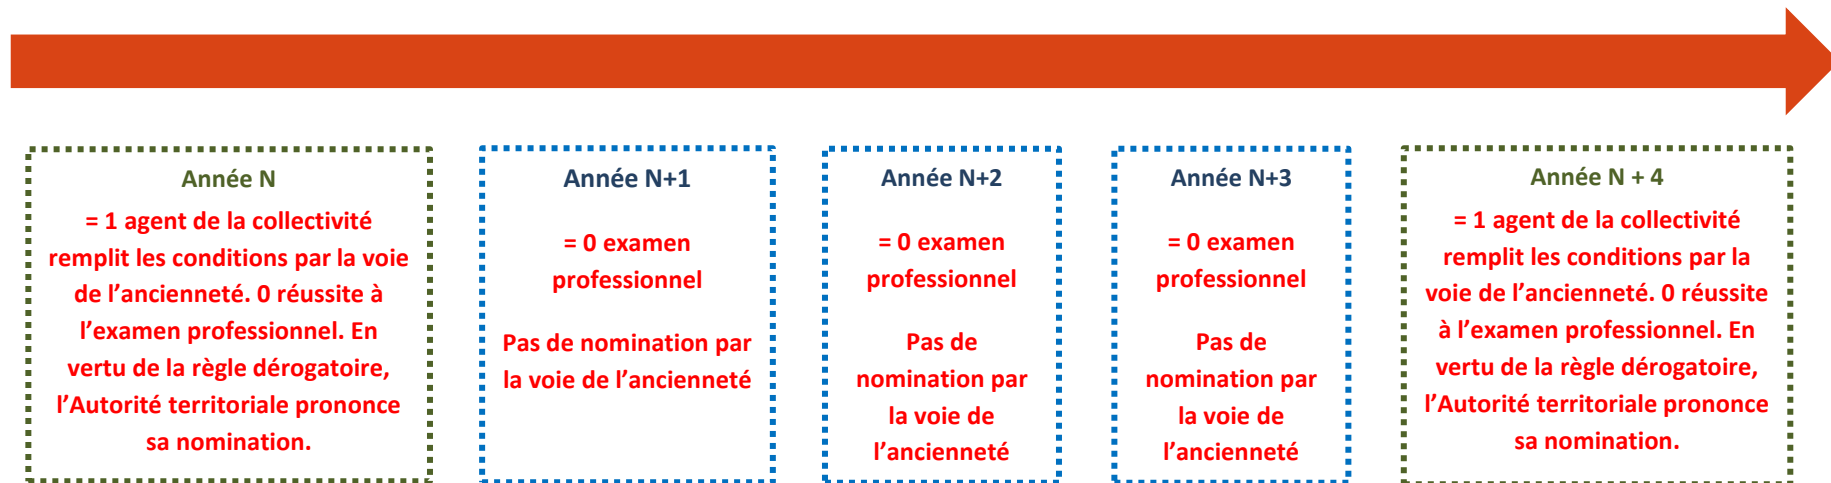 Année N
= 1 agent de la collectivité
remplit les conditions par la voie
de l’ancienneté. 0 réussite à
l’examen professionnel. En
vertu de la règle dérogatoire,
l’Autorité territoriale prononce
sa nomination.
Année N+1
= 0 examen
professionnel
Pas de nomination par
la voie de l’ancienneté
Année N+2
= 0 examen
professionnel
Pas de
nomination par
la voie de
l’ancienneté
Année N+3
= 0 examen
professionnel
Pas de
nomination par
la voie de
l’ancienneté
Année N + 4
= 1 agent de la collectivité
remplit les conditions par la
voie de l’ancienneté. 0 réussite
à l’examen professionnel. En
vertu de la règle dérogatoire,
l’Autorité territoriale prononce
sa nomination.